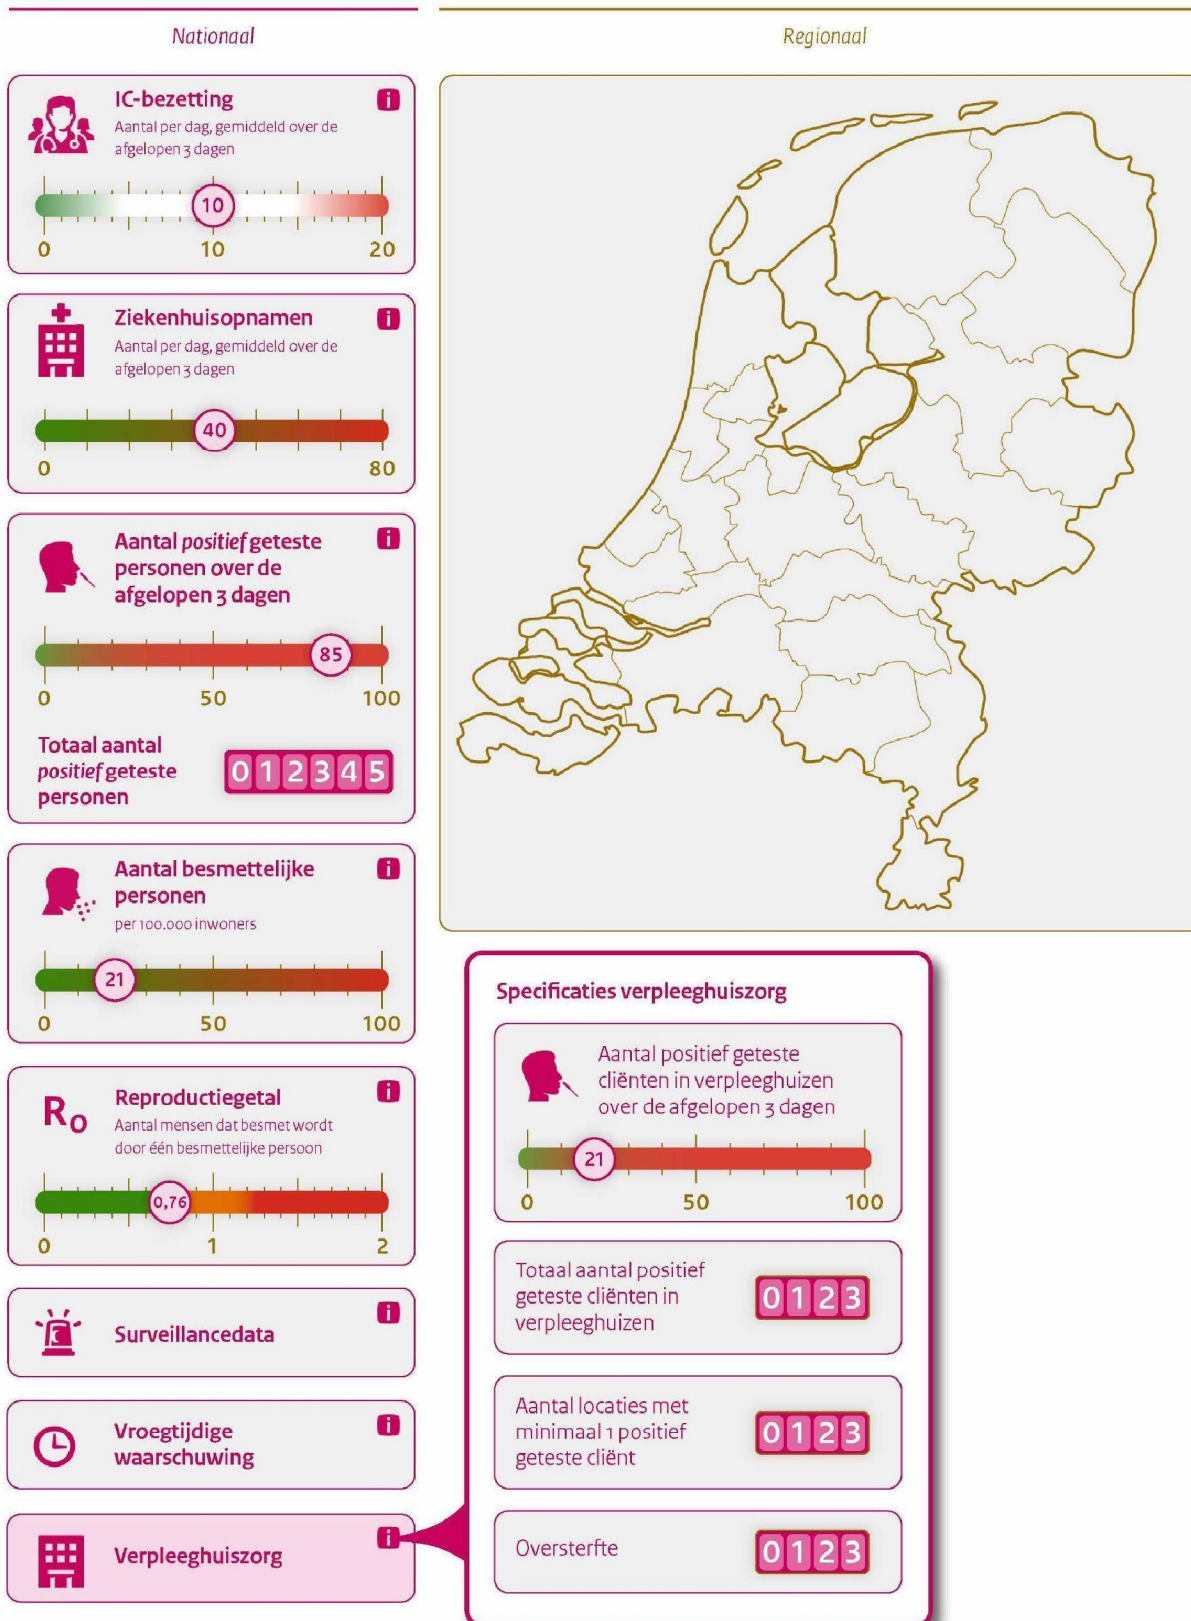 Nationaal
Regionaal
IC-bezetting
i
Aantal per dag, gemiddeld over de
afgelopen 3 dagen
10
0 10 20
Ziekenhuisopnamen
i
Aantal per dag, gemiddeld over de
afgelopen 3 dagen
40
0 80
Aantal positief geteste
i
personen over de
afgelopen 3 dagen
85
0 50 100
Totaal aantal
positief geteste
personen
012345
Aantal besmettelijke
i
personen
per 100.000 inwoners
21
0 50 100
R0
Reproductiegetal
i
Aantal mensen dat besmet wordt
door één besmettelijke persoon
0,76
0 1 2
Surveillancedata
i
Vroegtijdige
i
waarschuwing
Verpleeghuiszorg
i
Specificaties verpleeghuiszorg
Aantal positief geteste
cliënten in verpleeghuizen
over de afgelopen 3 dagen
21
0 50 100
Totaal aantal positief
geteste cliënten in
verpleeghuizen
0123
Aantal locaties met
minimaal 1 positief
geteste cliënt
0123
Oversterfte
0123